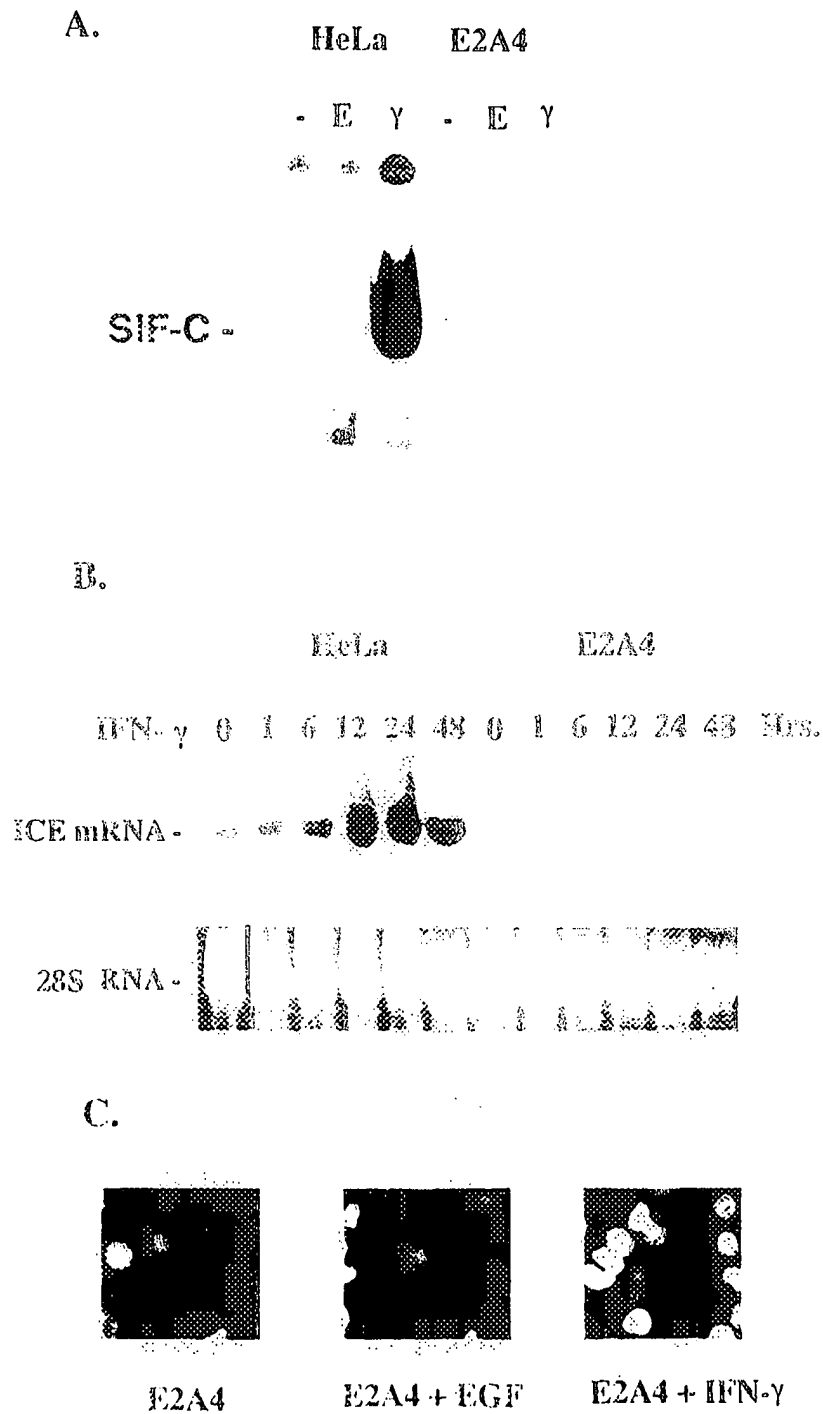 A.
HeLa E2A4
- E γ - E γ
SIF-C -
B.
HeLa E2A4
IFN- γ 0 1 6 12 24 48 0 1 6 12 24 48 Hrs.
ICE mRNA -
28S RNA -
C.
E2A4 E2A4 + EGF E2A4 + IFN-γ